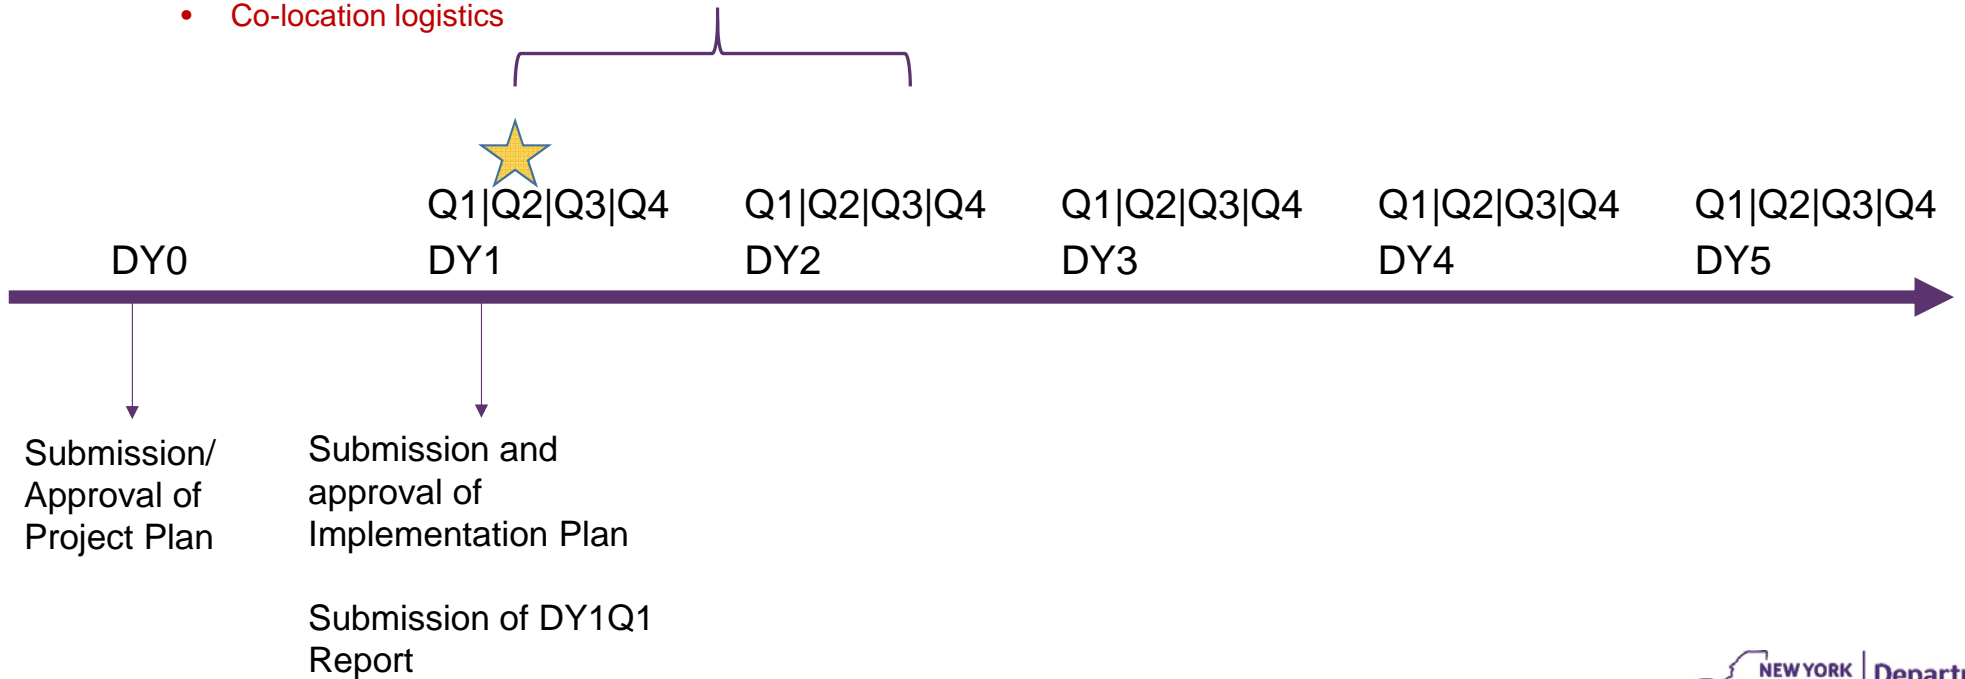 • Co-location logistics
Q1|Q2|Q3|Q4 Q1|Q2|Q3|Q4 Q1|Q2|Q3|Q4 Q1|Q2|Q3|Q4 Q1|Q2|Q3|Q4
DY0 DY1 DY2 DY3 DY4 DY5
Submission/
Approval of
Project Plan
Submission and
approval of
Implementation Plan
Submission of DY1Q1
Report
NEW YORK